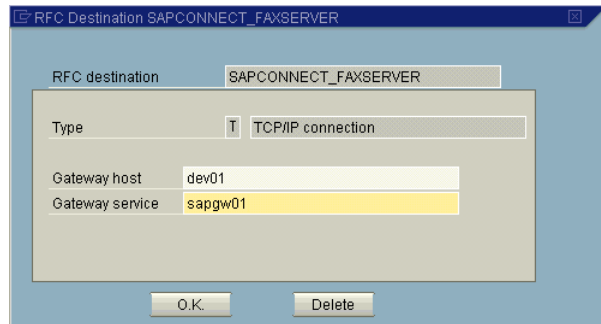 RFC Destination SAPCONNECT_FAXSERVER
RFC destination SAPCONNECT_FAXSERVER
Type T TCP/IP connection
Gateway host dev01
Gateway service sapgw01
O.K. Delete